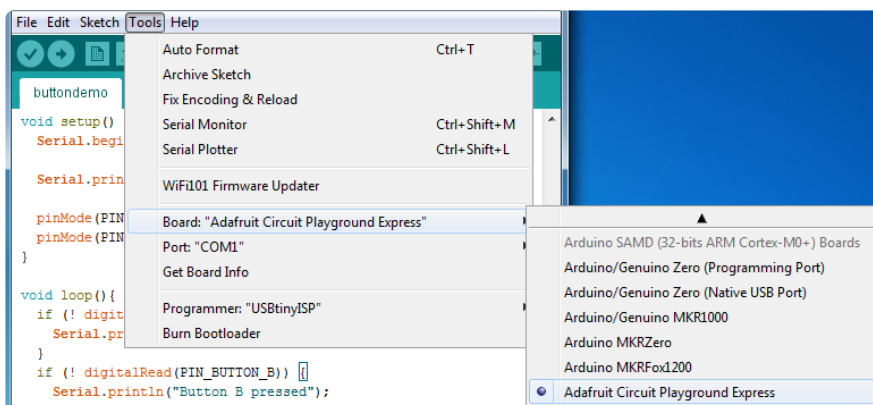 File Edit Sketch Tools Help
Auto Format Ctrl+T
Archive Sketch
Fix Encoding & Reload
Serial Monitor Ctrl+Shift+M
Serial Plotter Ctrl+Shift+L
WiFi101 Firmware Updater
Board: "Adafruit Circuit Playground Express"
Port: "COM1"
Get Board Info
Programmer: "USBtinyISP"
Burn Bootloader
Arduino SAMD (32-bits ARM Cortex-M0+) Boards
Arduino/Genuino Zero (Programming Port)
Arduino/Genuino Zero (Native USB Port)
Arduino/Genuino MKR1000
Arduino MKRZero
Arduino MKRFox1200
Adafruit Circuit Playground Express
buttondemo
void setup()
Serial.begi
Serial.prin
pinMode(PIN
pinMode(PIN
}
void loop(){
if (! digit
Serial.pr
}
if (! digitalRead(PIN_BUTTON_B)) {
Serial.println("Button B pressed");